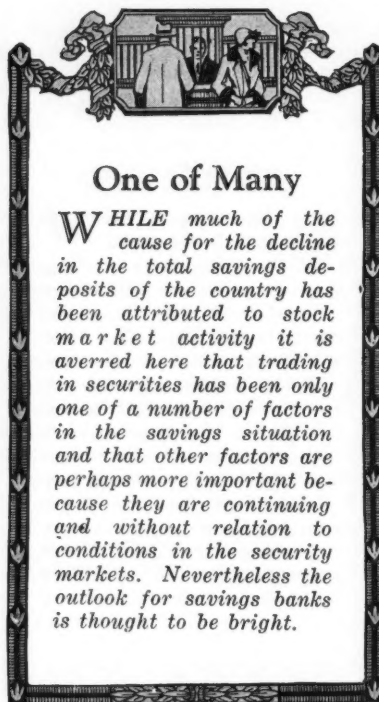 One of Many
WHILE much of the
cause for the decline
in the total savings de-
posits of the country has
been attributed to stock
market activity it is
averred here that trading
in securities has been only
one of a number of factors
in the savings situation
and that other factors are
perhaps more important be-
cause they are continuing
and without relation to
conditions in the security
markets. Nevertheless the
outlook for savings banks
is thought to be bright.